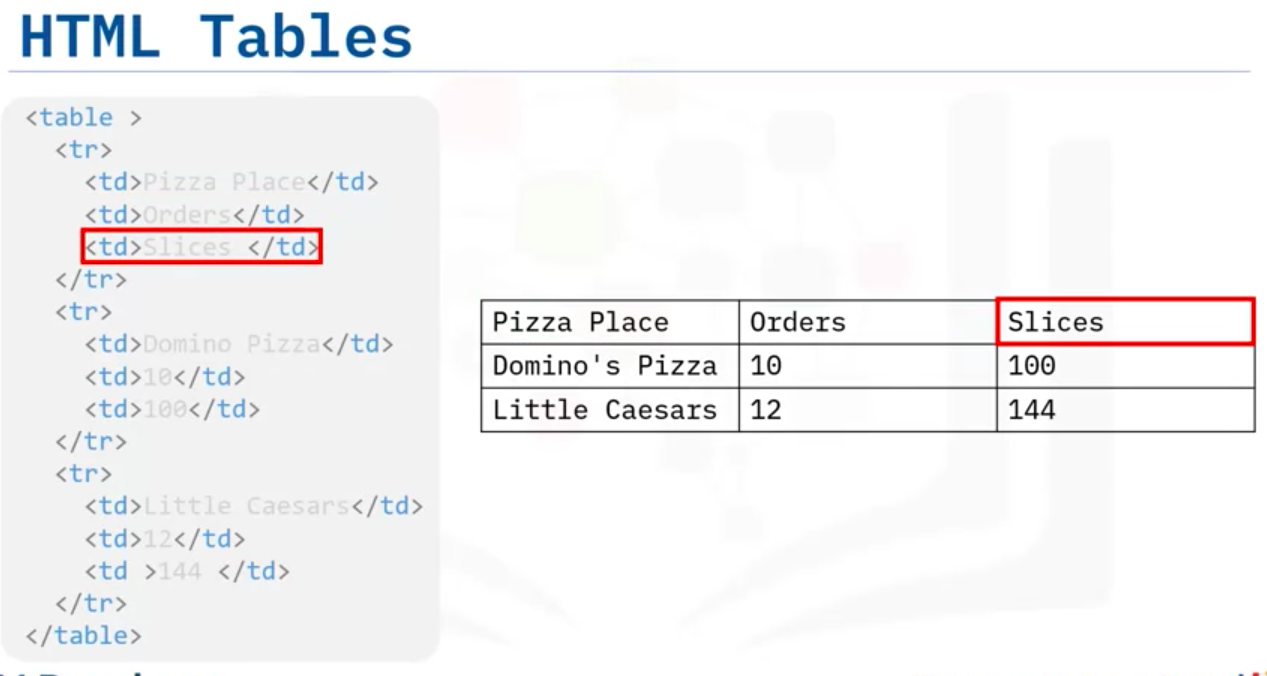 HTML Tables
<table >
<tr>
<td>Pizza Place</td>
<td>Orders</td>
<td>Slices </td>
</tr>
<tr>
<td>Domino Pizza</td>
<td>10</td>
<td>100</td>
</tr>
<tr>
<td>Little Caesars</td>
<td>12</td>
<td >144 </td>
</tr>
</table>
Pizza Place Orders Slices
Domino's Pizza 10 100
Little Caesars 12 144